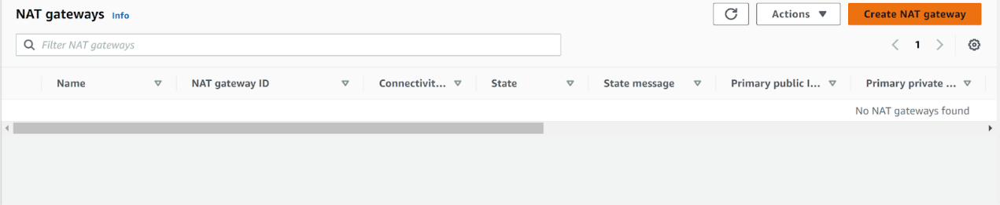 NAT gateways Info
Actions
Create NAT gateway
Filter NAT gateways
1
Name NAT gateway ID Connectivit... State State message Primary public I... Primary private ...
No NAT gateways found